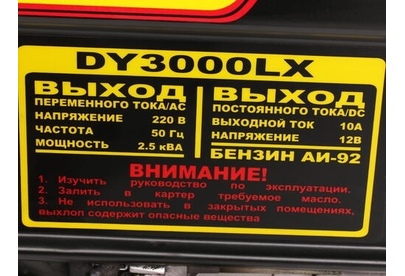 DY3000LX
ВЫХОД
ПЕРЕМЕННОГО ТОКА/AC
НАПРЯЖЕНИЕ 220 В
ЧАСТОТА 50 Гц
МОЩНОСТЬ 2.5 кВА
ВЫХОД
ПОСТОЯННОГО ТОКА/DC
ВЫХОДНОЙ ТОК 10А
НАПРЯЖЕНИЕ 12В
БЕНЗИН АИ-92
ВНИМАНИЕ!
1. Изучить руководство по эксплуатации.
2. Залить в картер требуемое масло.
3. Не использовать в закрытых помещениях,
выхлоп содержит опасные вещества